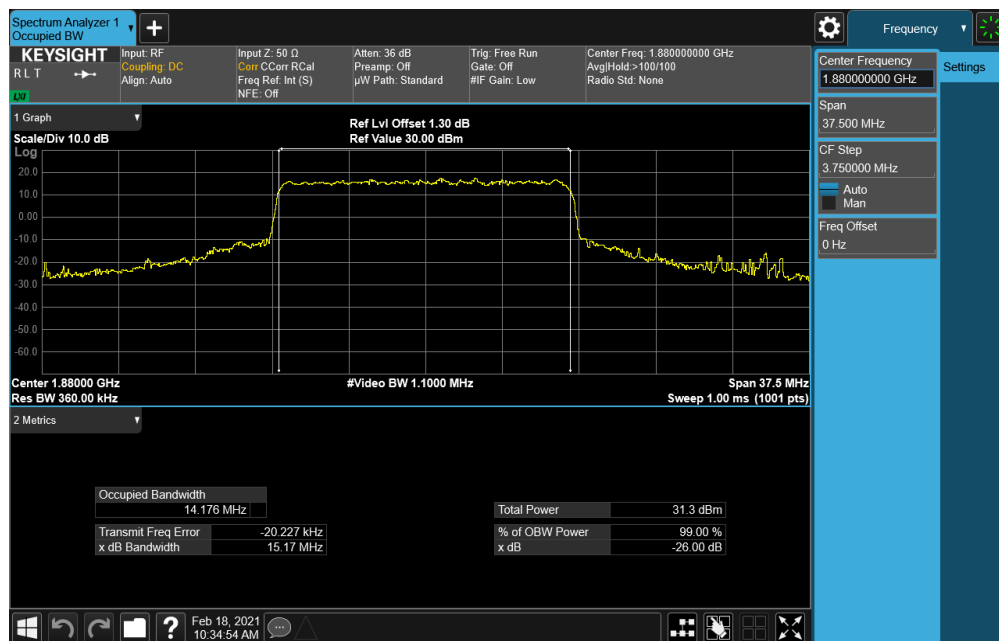 Spectrum Analyzer 1
Occupied BW
Frequency
KEYSIGHT
R L T
LXI
Input: RF
Coupling: DC
Align: Auto
Input Z: 50 Ω
Corr CCorr RCal
Freq Ref: Int (S)
NFE: Off
Atten: 36 dB
Preamp: Off
µW Path: Standard
Trig: Free Run
Gate: Off
#IF Gain: Low
Center Freq: 1.880000000 GHz
Avg|Hold:>100/100
Radio Std: None
Center Frequency
1.880000000 GHz
Settings
Span
37.500 MHz
CF Step
3.750000 MHz
Auto
Man
Freq Offset
0 Hz
1 Graph
Scale/Div 10.0 dB
Ref Lvl Offset 1.30 dB
Ref Value 30.00 dBm
Log
20.0
10.0
0.00
-10.0
-20.0
-30.0
-40.0
-50.0
-60.0
Center 1.88000 GHz
#Video BW 1.1000 MHz
Span 37.5 MHz
Res BW 360.00 kHz
Sweep 1.00 ms (1001 pts)
2 Metrics
Occupied Bandwidth
14.176 MHz
Total Power 31.3 dBm
Transmit Freq Error -20.227 kHz
% of OBW Power 99.00 %
x dB Bandwidth 15.17 MHz
x dB -26.00 dB
Feb 18, 2021
10:34:54 AM